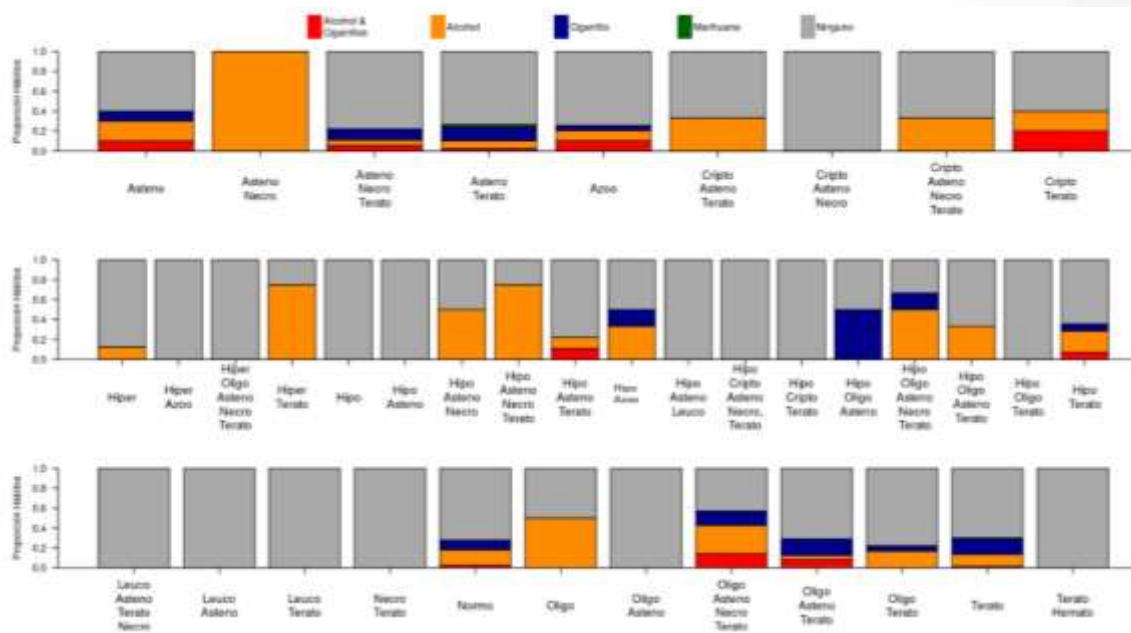 Alcohol &
Cigarrillos
Alcohol
Cigarrillo
Marihuana
Ninguno
Proporción Hábitos
1.0
0.8
0.6
0.4
0.2
0.0
Asteno
Asteno
Necro
Asteno
Necro
Terato
Asteno
Terato
Azoo
Cripto
Asteno
Terato
Cripto
Asteno
Necro
Cripto
Asteno
Necro
Terato
Cripto
Terato
Proporción Hábitos
1.0
0.8
0.6
0.4
0.2
0.0
Hiper
Hiper
Azoo
Hiper
Oligo
Asteno
Necro
Terato
Hiper
Terato
Hipo
Hipo
Asteno
Hipo
Asteno
Necro
Hipo
Asteno
Necro
Terato
Hipo
Asteno
Terato
Hipo
Azoo
Hipo
Asteno
Leuco
Hipo
Cripto
Asteno
Necro,
Terato
Hipo
Cripto
Terato
Hipo
Oligo
Asteno
Hipo
Oligo
Asteno
Necro
Terato
Hipo
Oligo
Asteno
Terato
Hipo
Oligo
Terato
Hipo
Terato
Proporción Hábitos
1.0
0.8
0.6
0.4
0.2
0.0
Leuco
Asteno
Terato
Necro
Leuco
Asteno
Leuco
Terato
Necro
Terato
Normo
Oligo
Oligo
Asteno
Oligo
Asteno
Necro
Terato
Oligo
Asteno
Terato
Oligo
Terato
Terato
Terato
Hemato